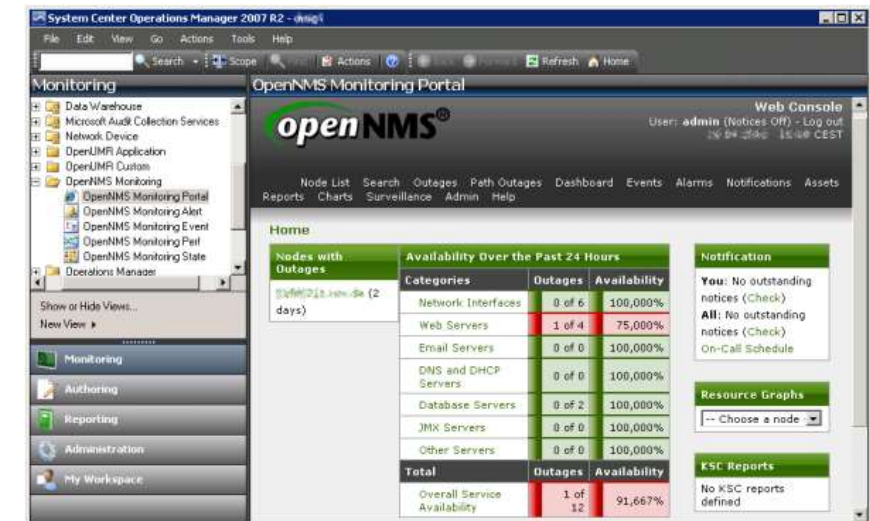 System Center Operations Manager 2007 R2 -
File Edit View Go Actions Tools Help
Search Scope Actions Refresh Home
Monitoring
Data Warehouse
Microsoft Audit Collection Services
Network Device
OpenUMF Application
OpenUMF Custom
OpenNMS Monitoring
OpenNMS Monitoring Portal
OpenNMS Monitoring Alert
OpenNMS Monitoring Event
OpenNMS Monitoring Perf
OpenNMS Monitoring State
Operations Manager
Show or Hide Views...
New View
Monitoring
Authoring
Reporting
Administration
My Workspace
OpenNMS Monitoring Portal
openNMS®
Web Console
User: admin (Notices Off) - Log out
CEST
Node List Search Outages Path Outages Dashboard Events Alarms Notifications Assets
Reports Charts Surveillance Admin Help
Home
Nodes with
Outages
(2
days)
Availability Over the Past 24 Hours
Categories Outages Availability
Network Interfaces 0 of 6 100,000%
Web Servers 1 of 4 75,000%
Email Servers 0 of 0 100,000%
DNS and DHCP
Servers 0 of 0 100,000%
Database Servers 0 of 2 100,000%
JMX Servers 0 of 0 100,000%
Other Servers 0 of 0 100,000%
Total Outages Availability
Overall Service
Availability 1 of
12 91,667%
Notification
You: No outstanding
notices (Check)
All: No outstanding
notices (Check)
On-Call Schedule
Resource Graphs
-- Choose a node
KSC Reports
No KSC reports
defined